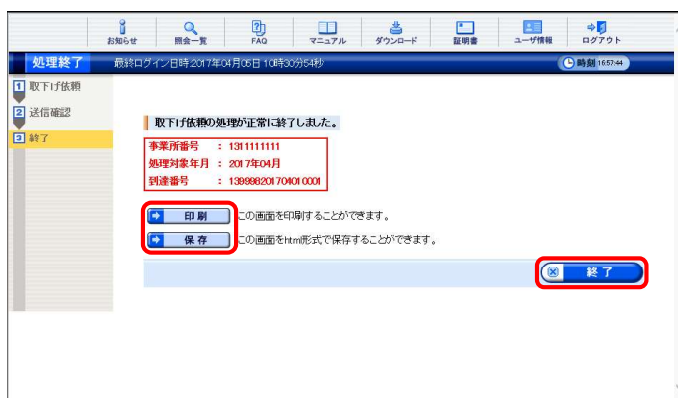 お知らせ 照会一覧 FAQ マニュアル ダウンロード 証明書 ユーザ情報 ログアウト
処理終了 最終ログイン日時:2017年04月05日 10時30分54秒 時刻 16:57:44
1 取下げ依頼
2 送信確認
3 終了
取下げ依頼の処理が正常に終了しました。
事業所番号 : 1311111111
処理対象年月 : 2017年04月
到達番号 : 139998201704010001
印刷 この画面を印刷することができます。
保存 この画面をhtm形式で保存することができます。
終了